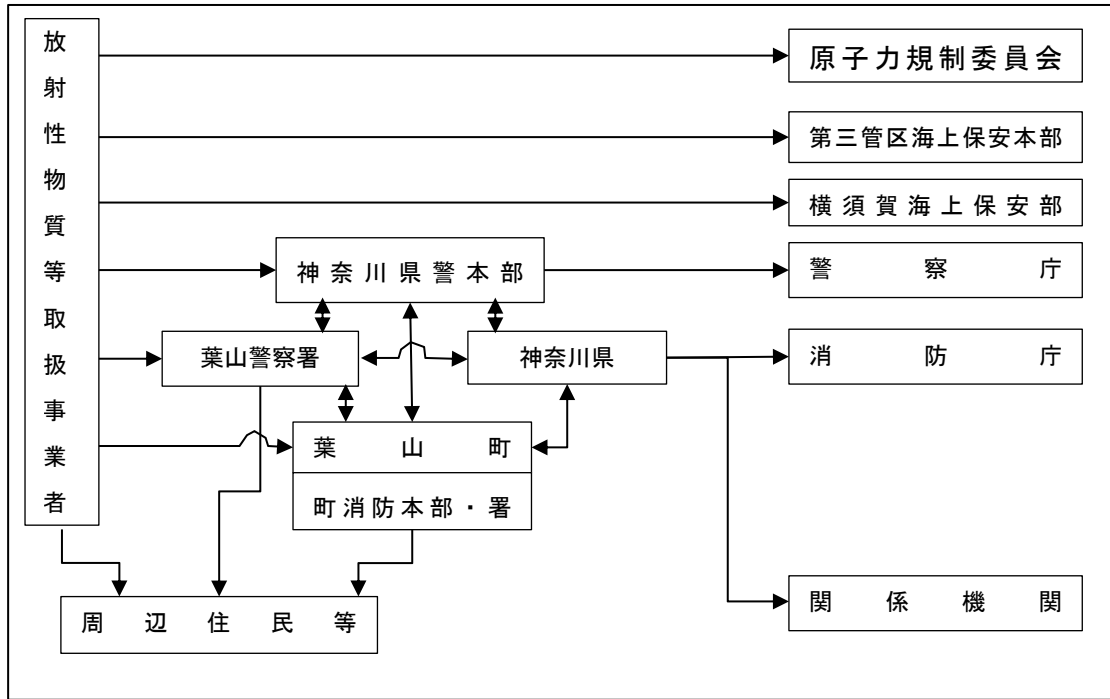 放射性物質等取扱事業者
原子力規制委員会
第三管区海上保安本部
横須賀海上保安部
神奈川県警本部
警察庁
葉山警察署
神奈川県
消防庁
葉山町
町消防本部・署
周辺住民等
関係機関